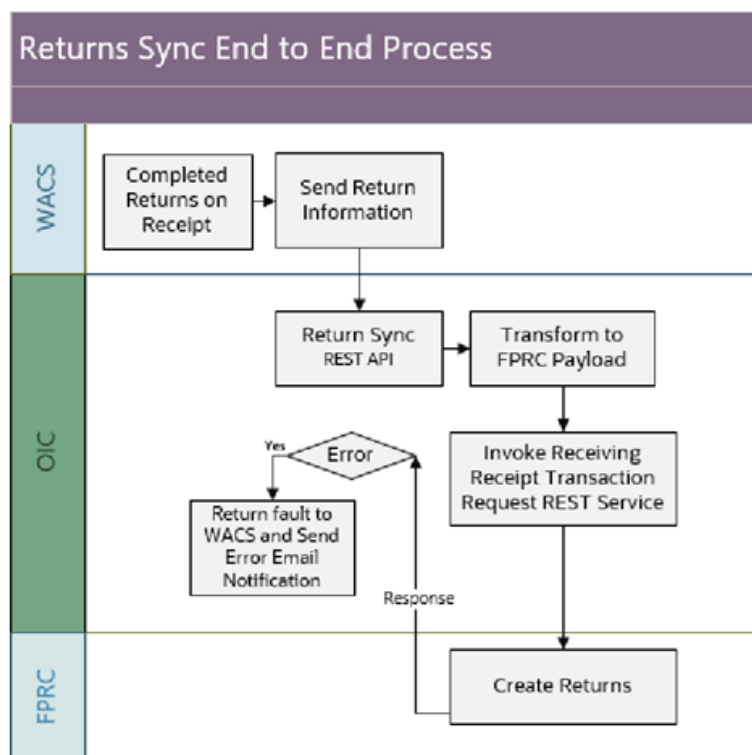 Returns Sync End to End Process
WACS
Completed
Returns on
Receipt
Send Return
Information
OIC
Return Sync
REST API
Transform to
FPRC Payload
Invoke Receiving
Receipt Transaction
Request REST Service
Yes
Error
Return fault to
WACS and Send
Error Email
Notification
Response
FPRC
Create Returns